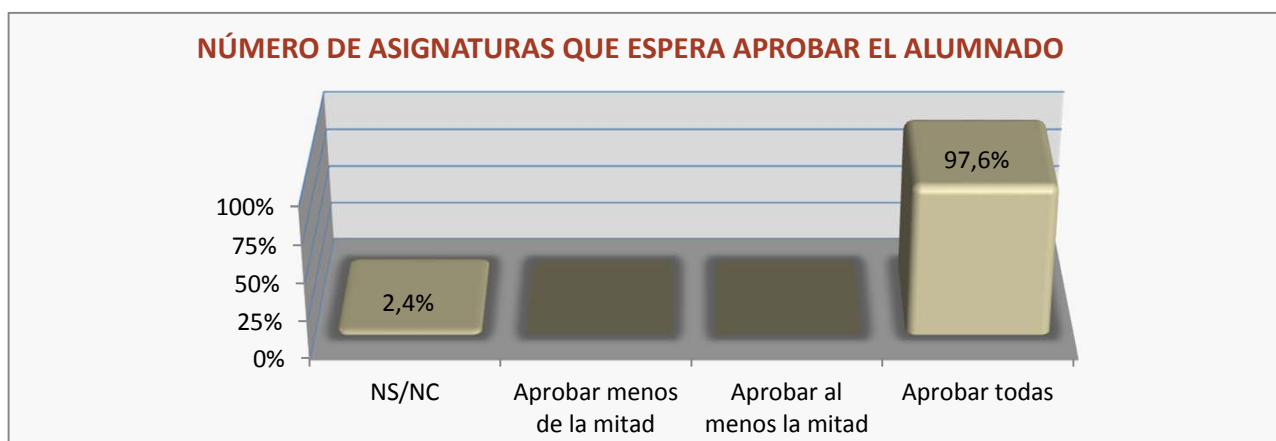 NÚMERO DE ASIGNATURAS QUE ESPERA APROBAR EL ALUMNADO
97,6%
100%
75%
50%
25%
0%
2,4%
NS/NC
Aprobar menos
de la mitad
Aprobar al
menos la mitad
Aprobar todas